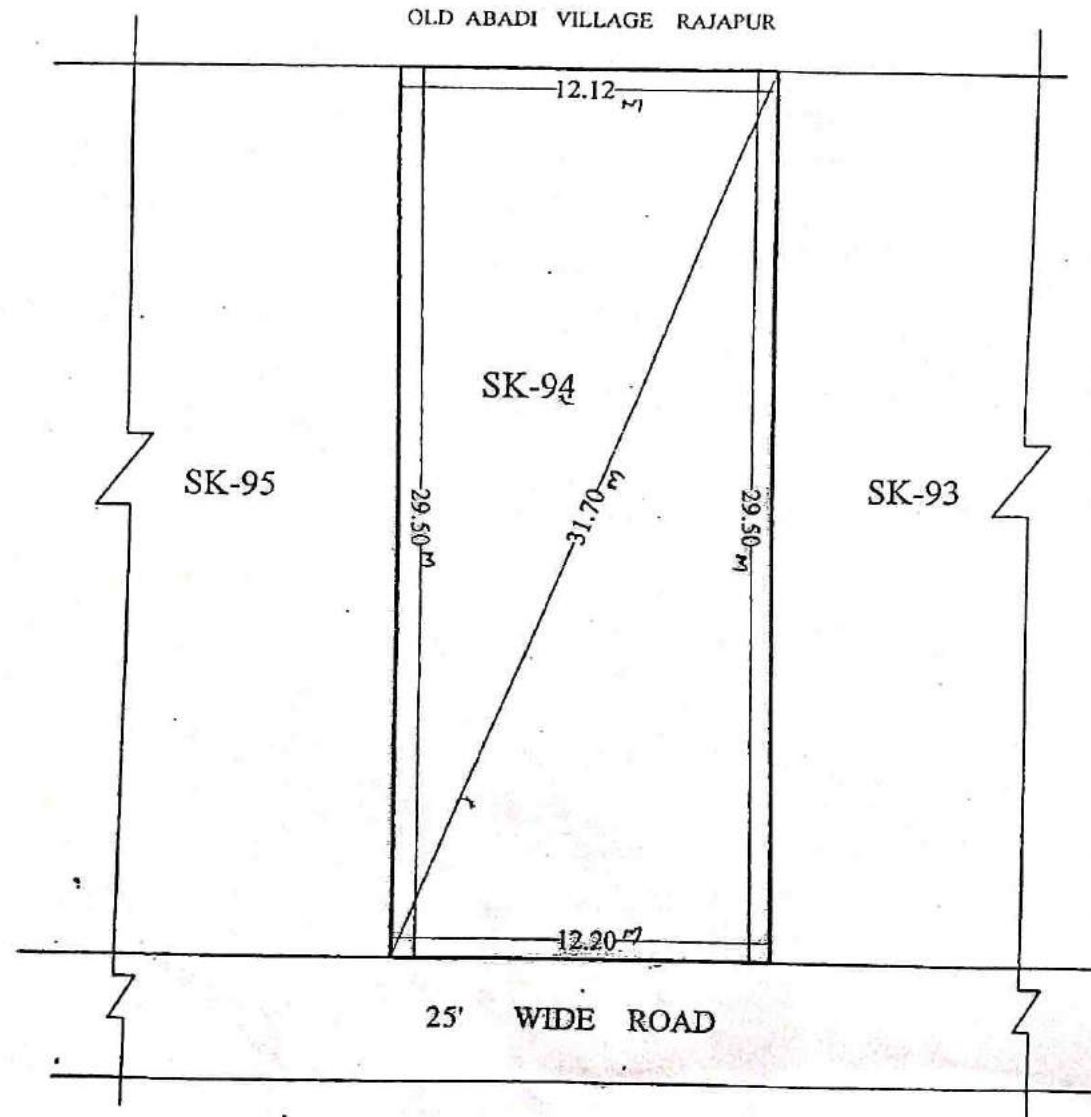 OLD ABADI VILLAGE RAJAPUR
12.12 M
SK-94
SK-95
SK-93
29.50 M
31.70 M
29.50 M
12.20 M
25' WIDE ROAD